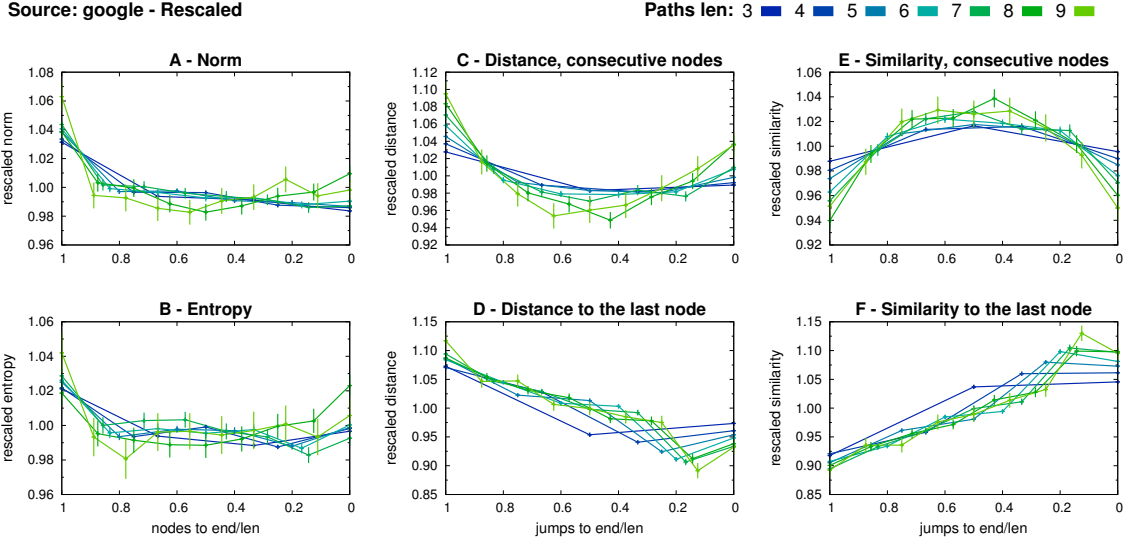 Source: google - Rescaled
Paths len: 3 4 5 6 7 8 9
A - Norm
rescaled norm
1.08
1.06
1.04
1.02
1.00
0.98
0.96
1 0.8 0.6 0.4 0.2 0
C - Distance, consecutive nodes
rescaled distance
1.12
1.10
1.08
1.06
1.04
1.02
1.00
0.98
0.96
0.94
0.92
1 0.8 0.6 0.4 0.2 0
E - Similarity, consecutive nodes
rescaled similarity
1.06
1.04
1.02
1.00
0.98
0.96
0.94
0.92
1 0.8 0.6 0.4 0.2 0
B - Entropy
rescaled entropy
1.06
1.04
1.02
1.00
0.98
0.96
1 0.8 0.6 0.4 0.2 0
nodes to end/len
D - Distance to the last node
rescaled distance
1.15
1.10
1.05
1.00
0.95
0.90
0.85
1 0.8 0.6 0.4 0.2 0
jumps to end/len
F - Similarity to the last node
rescaled similarity
1.15
1.10
1.05
1.00
0.95
0.90
0.85
1 0.8 0.6 0.4 0.2 0
jumps to end/len